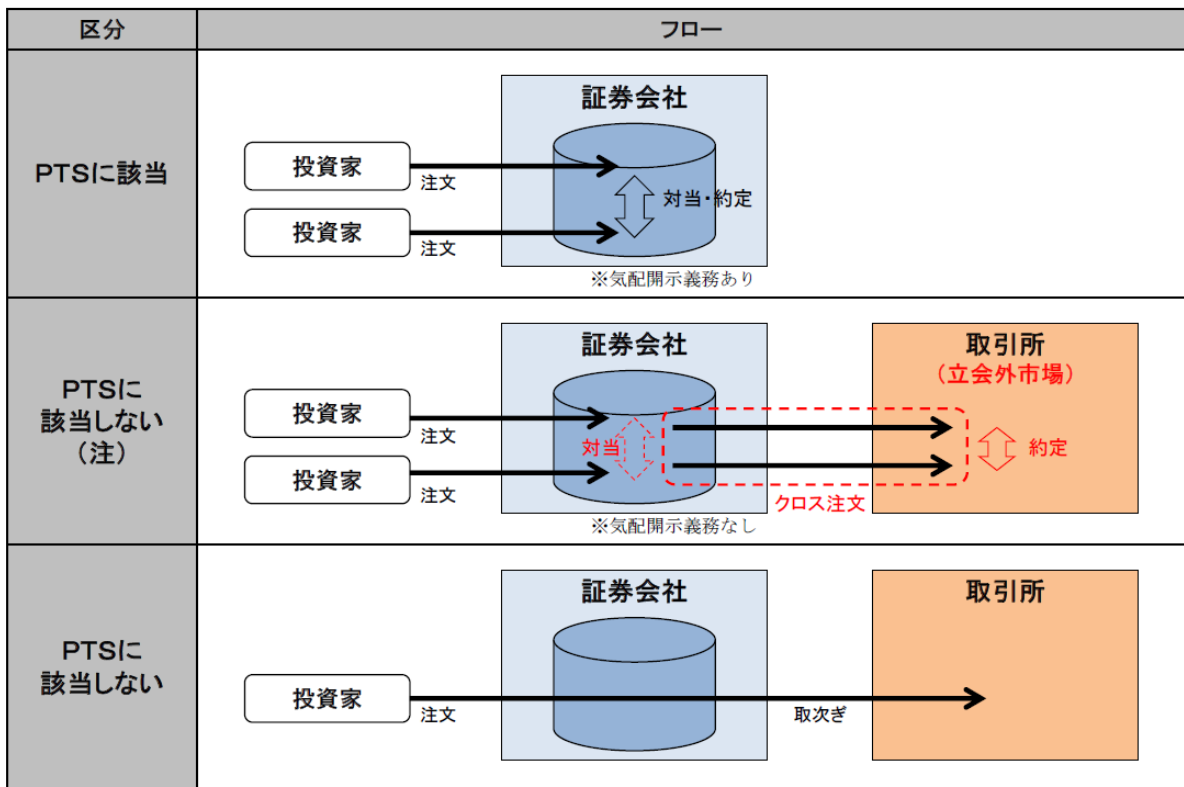 区分
フロー
PTSに該当
証券会社
投資家
注文
投資家
注文
対当・約定
※気配開示義務あり
PTSに
該当しない
（注）
証券会社
取引所
（立会外市場）
投資家
注文
投資家
注文
対当
約定
クロス注文
※気配開示義務なし
PTSに
該当しない
証券会社
取引所
投資家
注文
取次ぎ